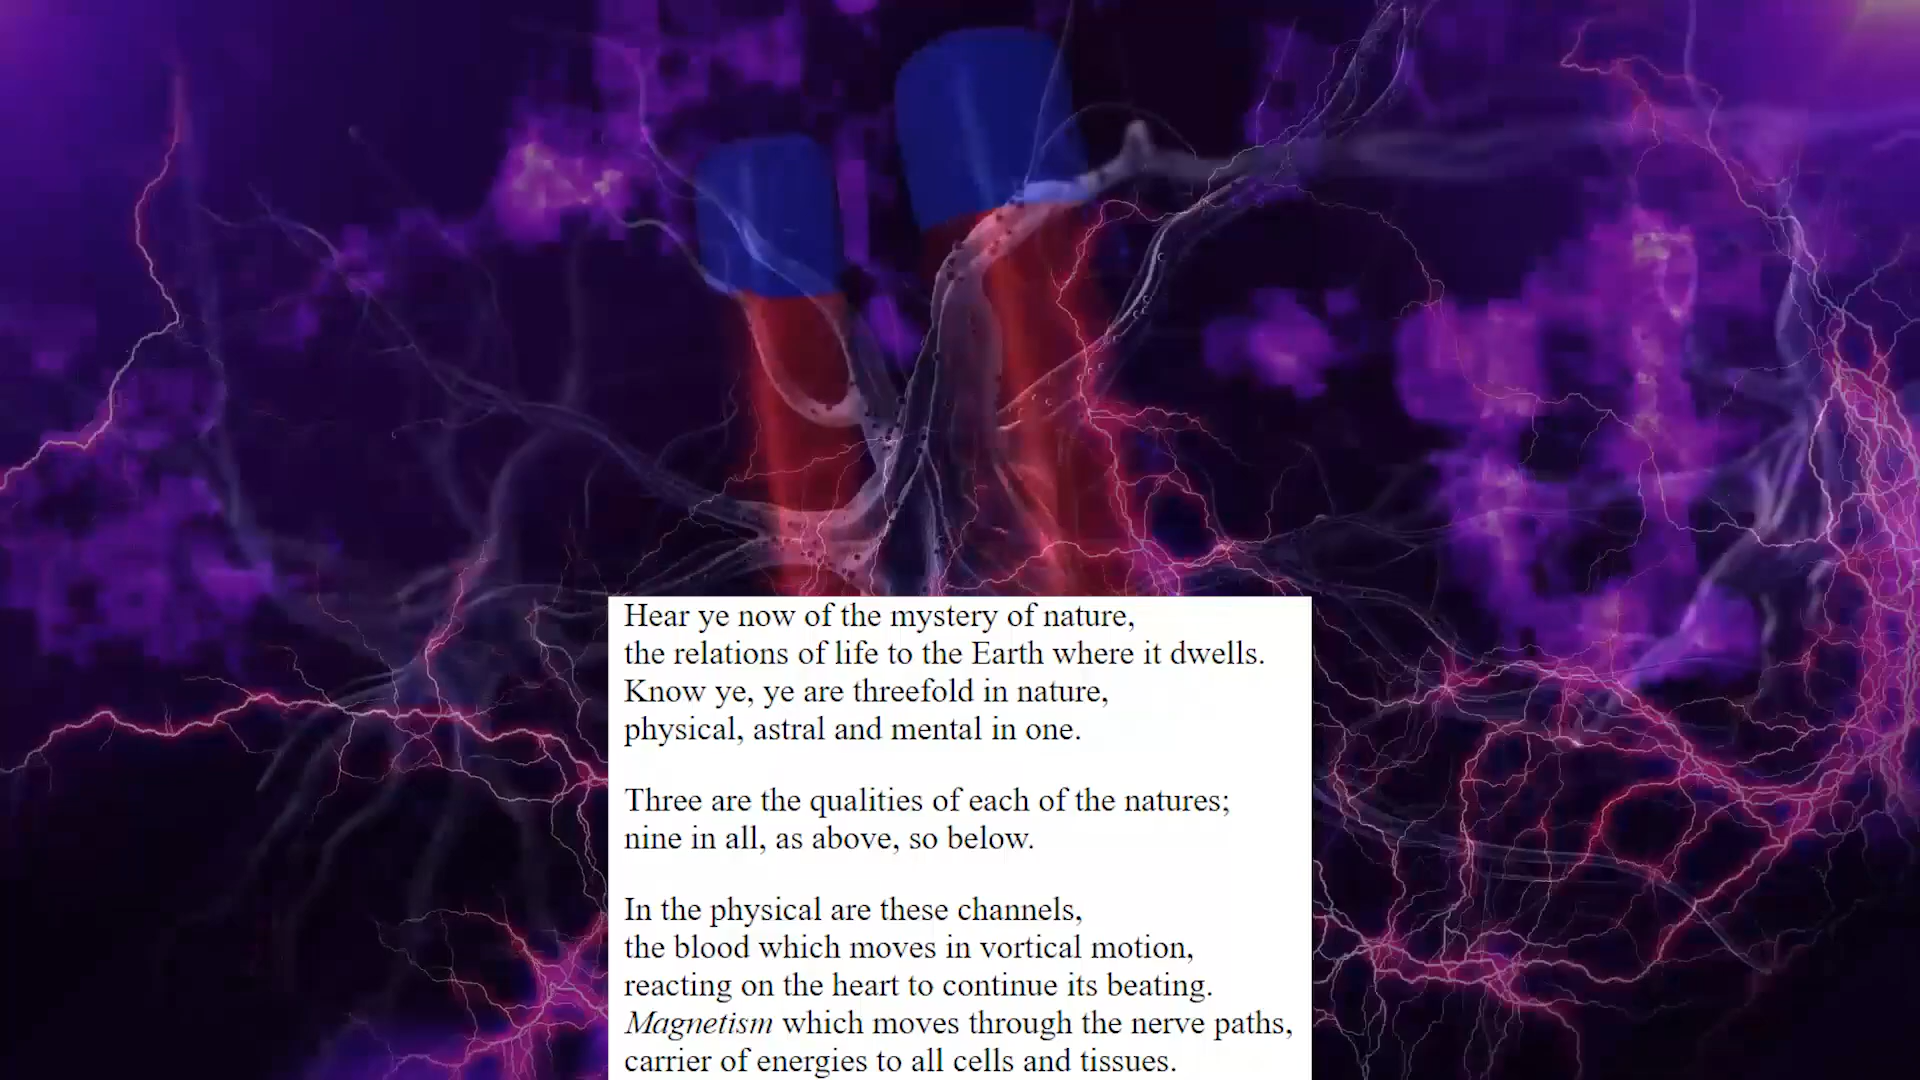 Hear ye now of the mystery of nature,
the relations of life to the Earth where it dwells.
Know ye, ye are threefold in nature,
physical, astral and mental in one.
Three are the qualities of each of the natures;
nine in all, as above, so below.
In the physical are these channels,
the blood which moves in vortical motion,
reacting on the heart to continue its beating.
Magnetism which moves through the nerve paths,
carrier of energies to all cells and tissues.